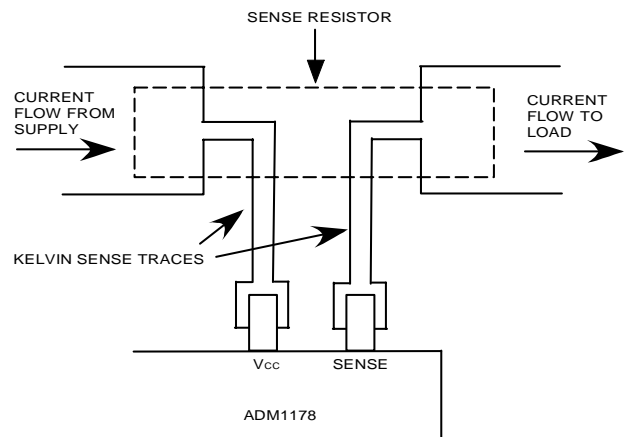 SENSE RESISTOR
CURRENT
FLOW FROM
SUPPLY
CURRENT
FLOW TO
LOAD
KELVIN SENSE TRACES
VCC
SENSE
ADM1178